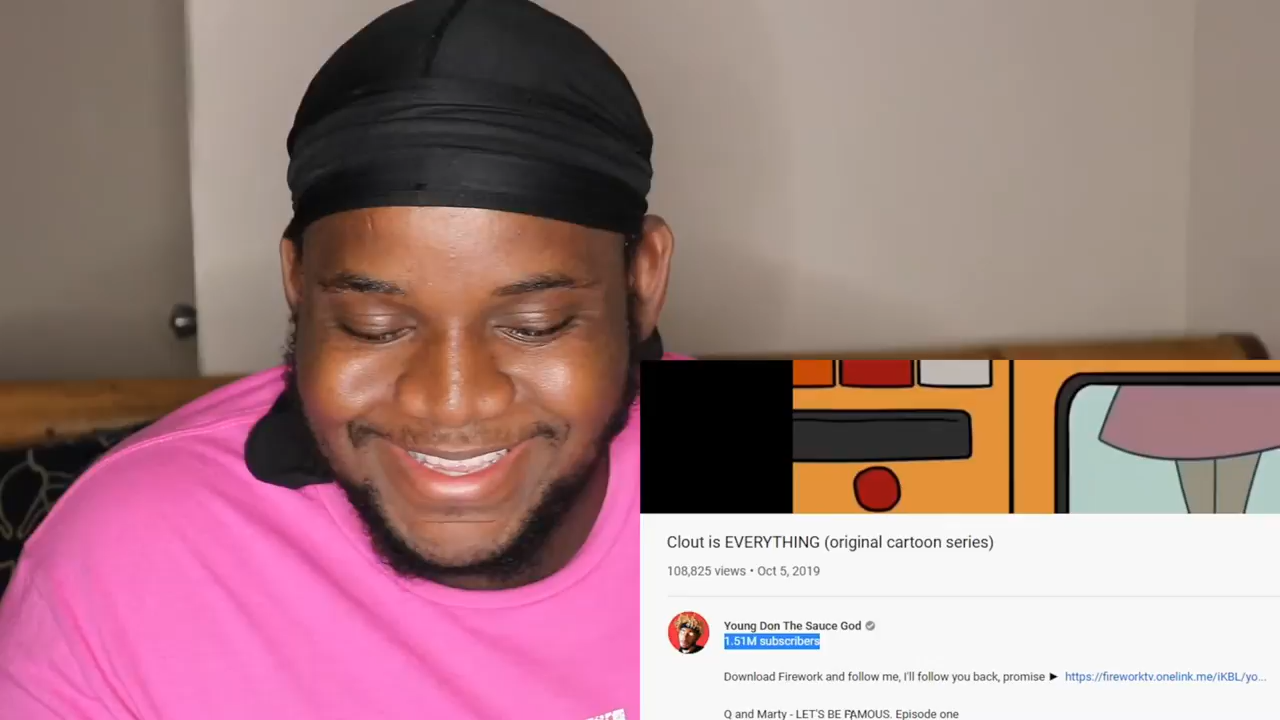 Clout is EVERYTHING (original cartoon series)
108,825 views • Oct 5, 2019
Young Don The Sauce God
1.51M subscribers
Download Firework and follow me, I'll follow you back, promise ► https://fireworktv.onelink.me/iKBL/yo...
Q and Marty - LET'S BE FAMOUS. Episode one